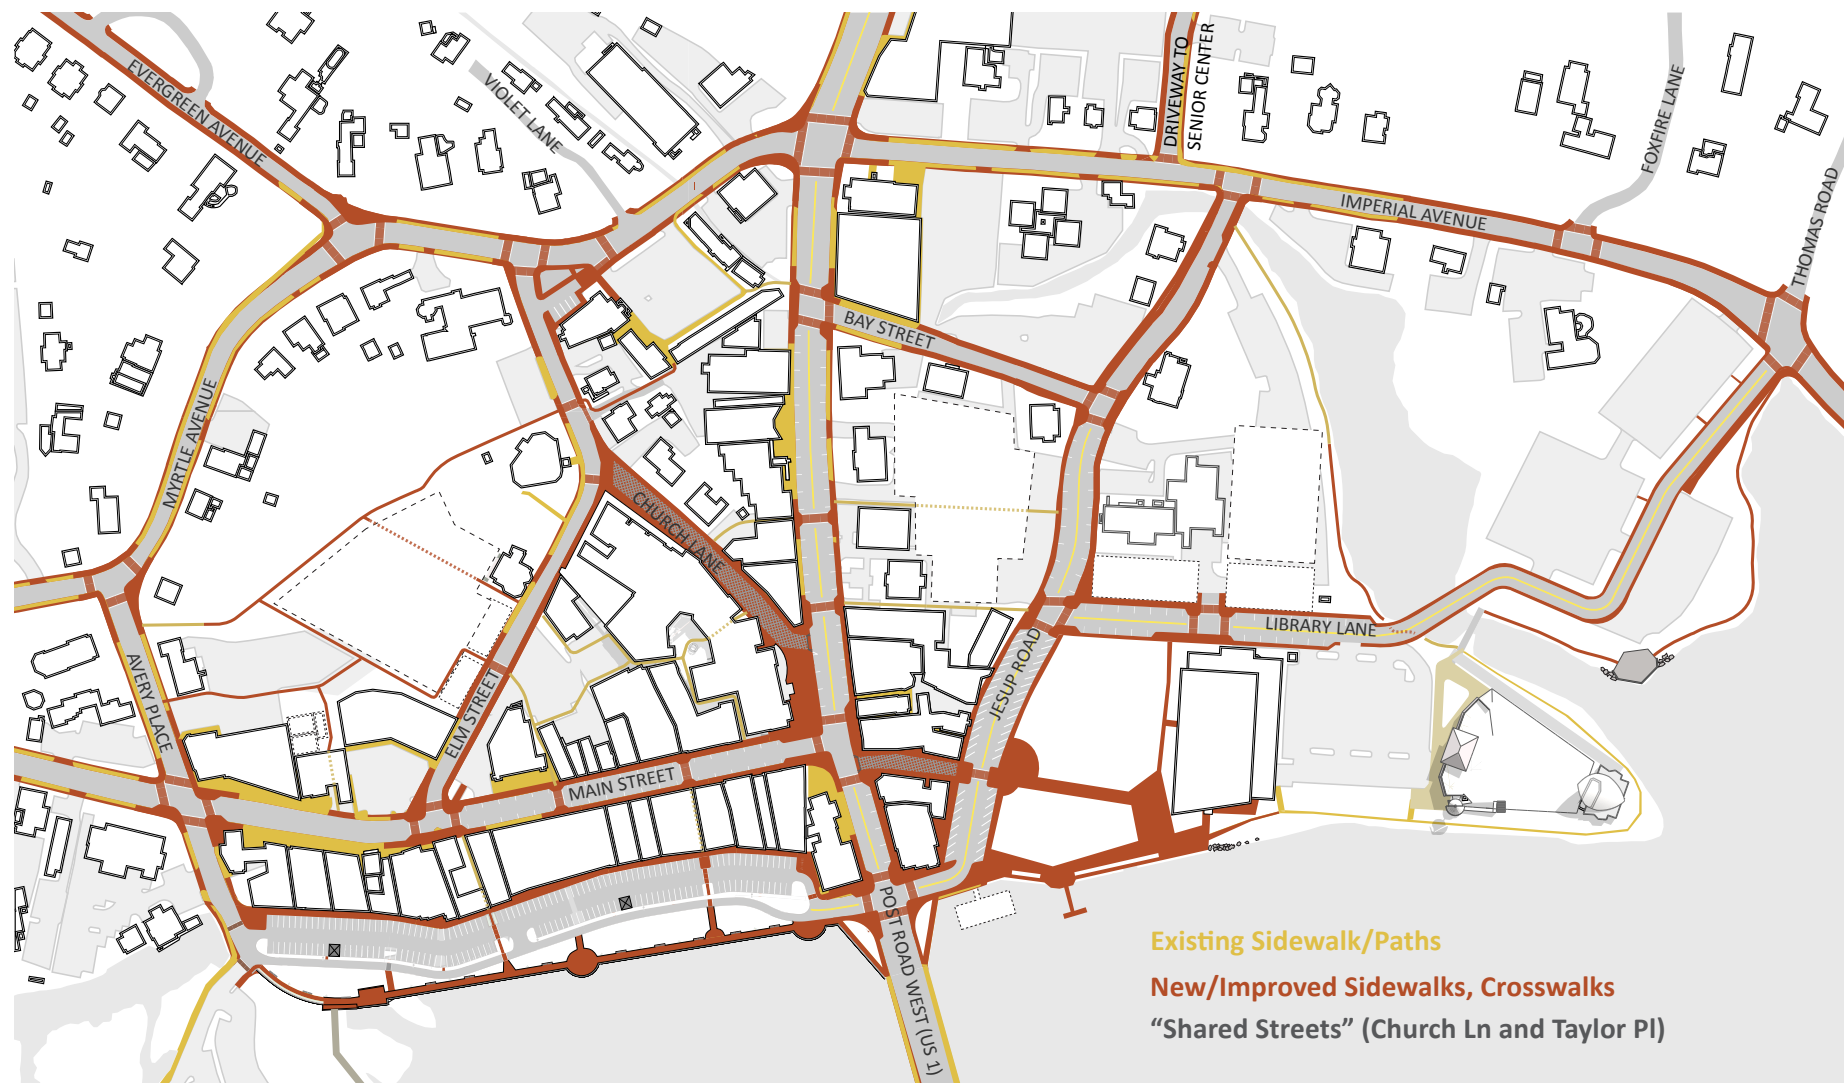 EVERGREEN AVENUE
VIOLET LANE
DRIVEWAY TO
SENIOR CENTER
FOXFIRE LANE
THOMAS ROAD
IMPERIAL AVENUE
BAY STREET
MYRTLE AVENUE
CHURCH LANE
LIBRARY LANE
JESUP ROAD
AVERY PLACE
ELM STREET
MAIN STREET
POST ROAD WEST (US 1)
Existing Sidewalk/Paths
New/Improved Sidewalks, Crosswalks
“Shared Streets” (Church Ln and Taylor Pl)